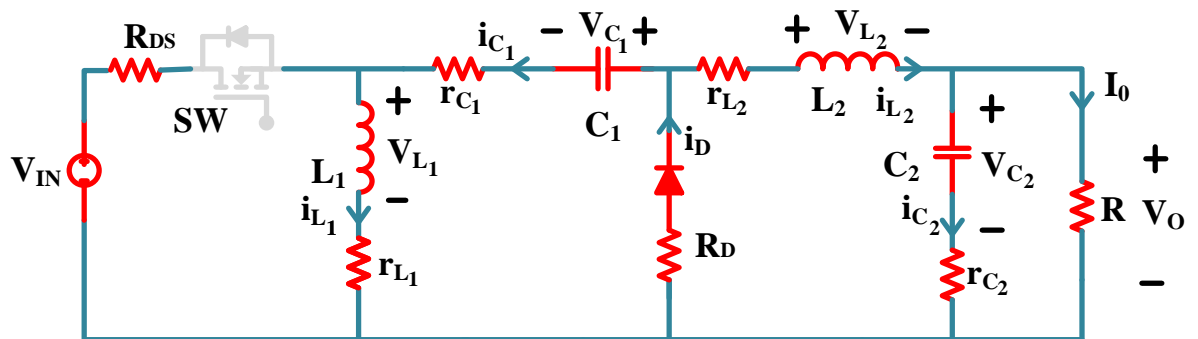 RDS
SW
VIN
L1
VL1
iL1
rL1
iC1
rC1
VC1
C1
iD
RD
rL2
VL2
L2
iL2
C2
VC2
iC2
rC2
I0
R
VO